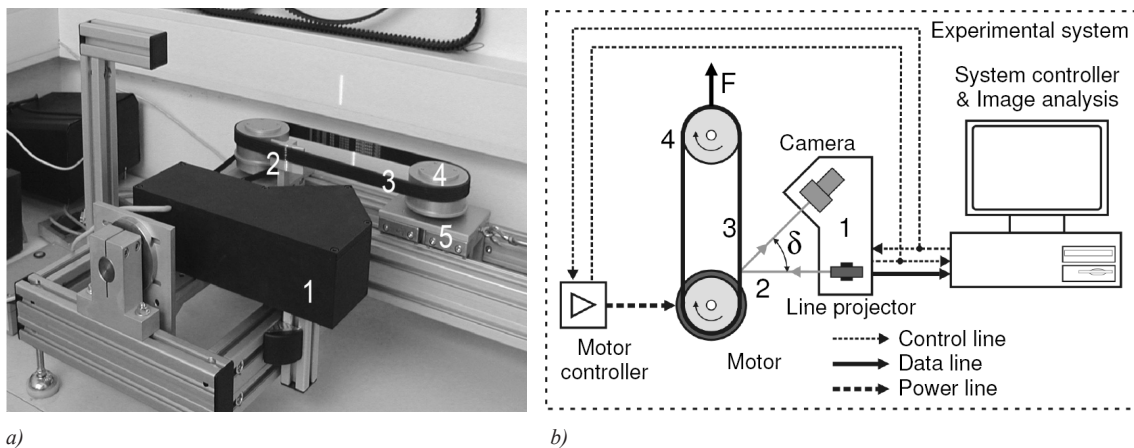 2
3
4
5
1
Experimental system
System controller
& Image analysis
F
4
Camera
3
1
δ
2
Line projector
Motor
controller
Motor
Control line
Data line
Power line
a)
b)